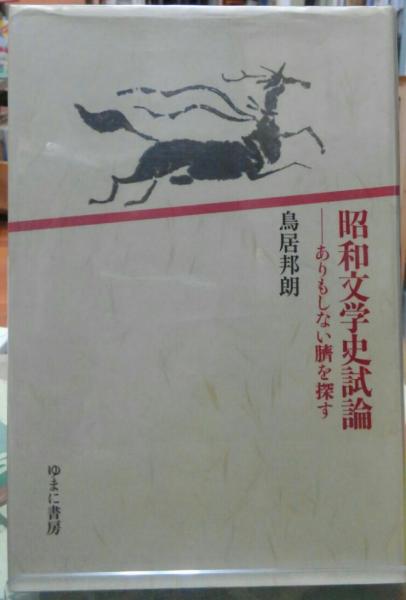 昭和文学史試論
──ありもしない臍を探す
鳥居邦朗
ゆまに書房